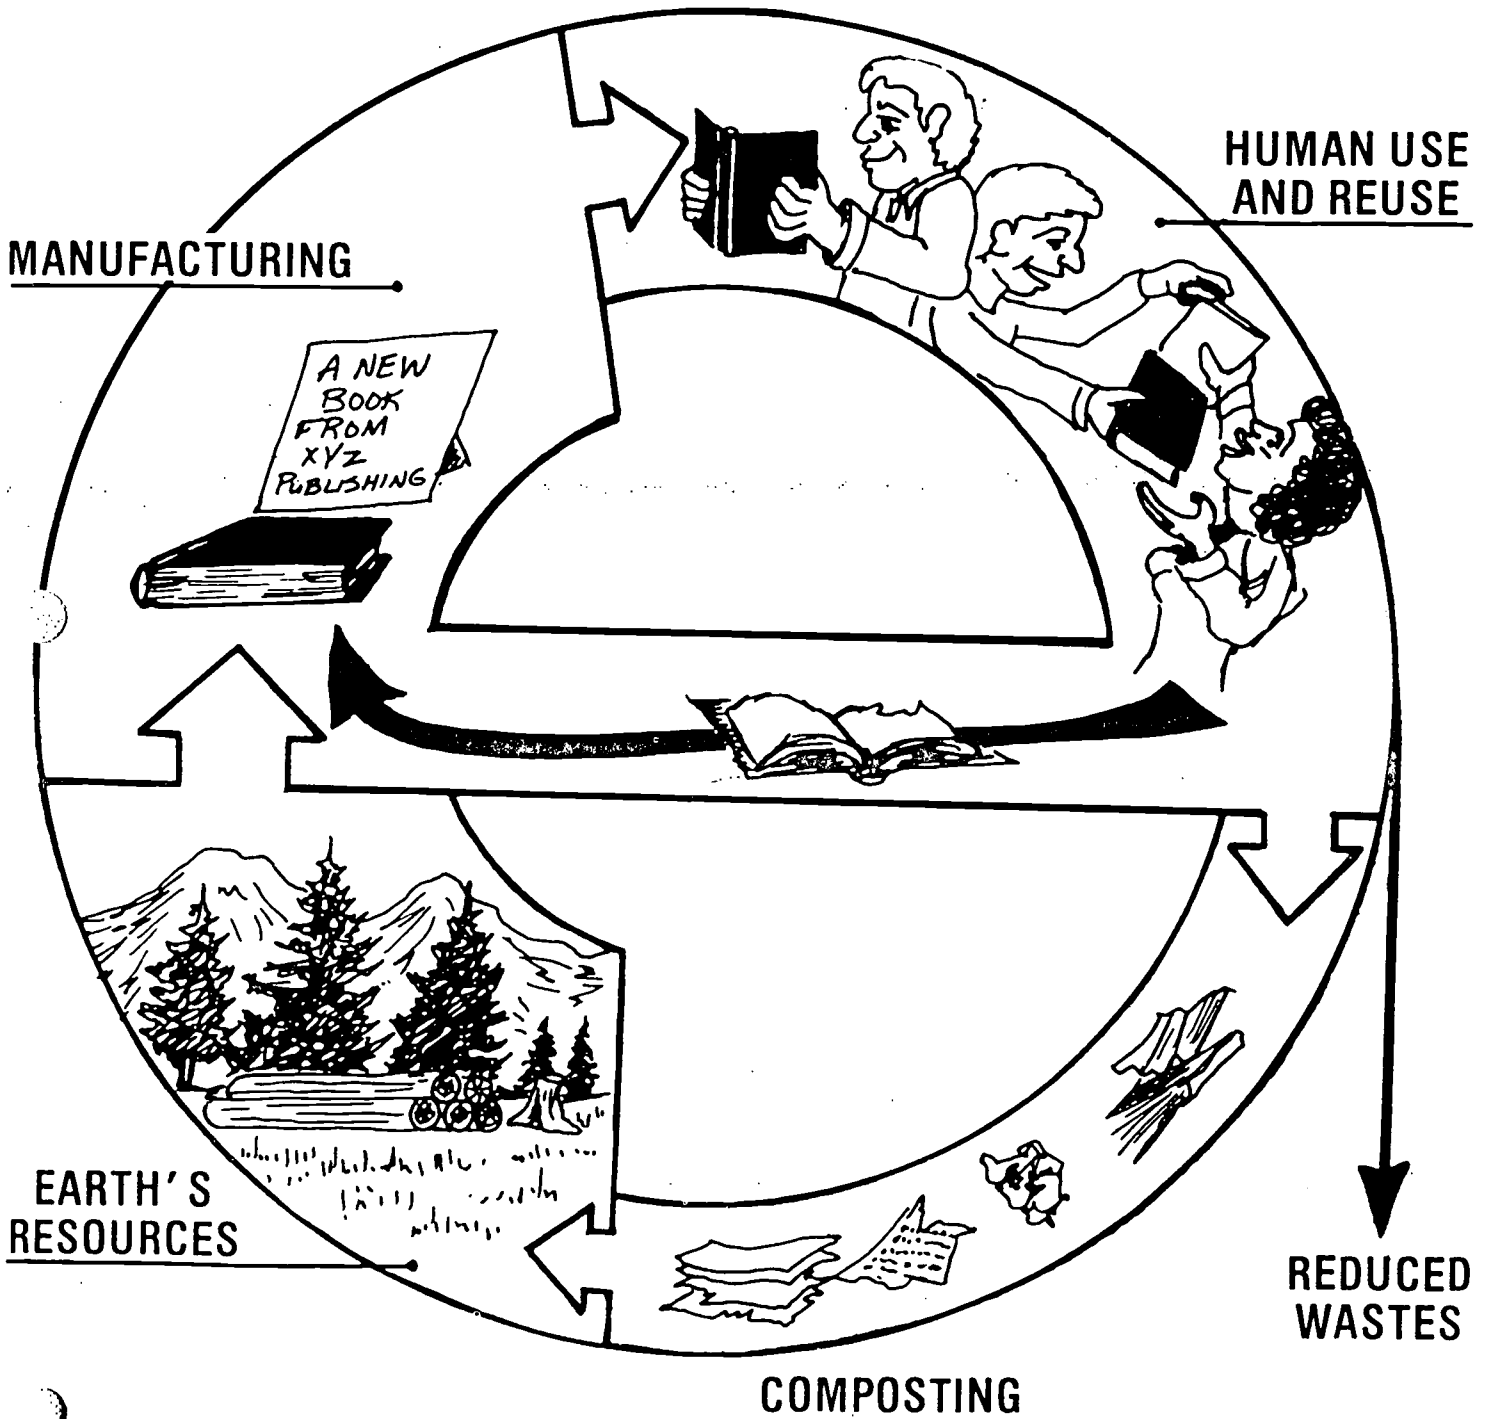 HUMAN USE
AND REUSE
MANUFACTURING
A NEW
BOOK
FROM
XYZ
PUBLISHING
EARTH'S
RESOURCES
REDUCED
WASTES
COMPOSTING